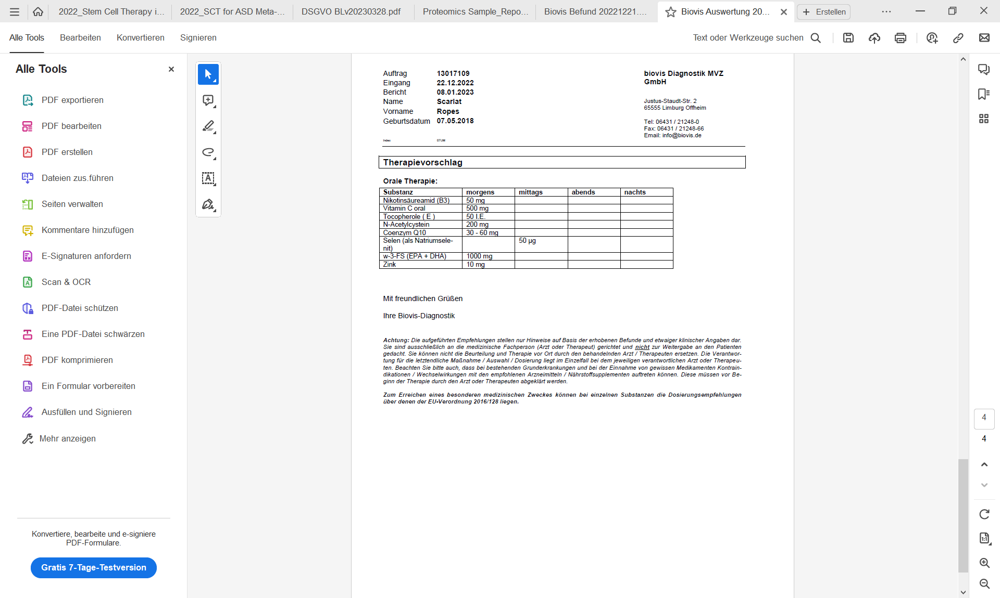 2022_Stem Cell Therapy i...
2022_SCT for ASD Meta-...
DSGVO BLv20230328.pdf
Proteomics Sample_Repo...
Biovis Befund 20221221....
Biovis Auswertung 20...
Erstellen
Alle Tools
Bearbeiten
Konvertieren
Signieren
Text oder Werkzeuge suchen
Alle Tools
PDF exportieren
PDF bearbeiten
PDF erstellen
Dateien zus.führen
Seiten verwalten
Kommentare hinzufügen
E-Signaturen anfordern
Scan & OCR
PDF-Datei schützen
Eine PDF-Datei schwärzen
PDF komprimieren
Ein Formular vorbereiten
Ausfüllen und Signieren
Mehr anzeigen
Konvertiere, bearbeite und e-signiere
PDF-Formulare.
Gratis 7-Tage-Testversion
Auftrag 13017109
Eingang 22.12.2022
Bericht 08.01.2023
Name Scarlat
Vorname Ropes
Geburtsdatum 07.05.2018
Index STUM
biovis Diagnostik MVZ
GmbH
Justus-Staudt-Str. 2
65555 Limburg Offheim
Tel: 06431 / 21248-0
Fax: 06431 / 21248-66
Email: info@biovis.de
Therapievorschlag
Orale Therapie:
Substanz morgens mittags abends nachts
Nikotinsäureamid (B3) 50 mg
Vitamin C oral 500 mg
Tocopherole ( E ) 50 I.E.
N-Acetylcystein 200 mg
Coenzym Q10 30 - 60 mg
Selen (als Natriumsele- 50 µg
nit)
w-3-FS (EPA + DHA) 1000 mg
Zink 10 mg
Mit freundlichen Grüßen
Ihre Biovis-Diagnostik
Achtung: Die aufgeführten Empfehlungen stellen nur Hinweise auf Basis der erhobenen Befunde und etwaiger klinischer Angaben dar.
Sie sind ausschließlich an die medizinische Fachperson (Arzt oder Therapeut) gerichtet und nicht zur Weitergabe an den Patienten
gedacht. Sie können nicht die Beurteilung und Therapie vor Ort durch den behandelnden Arzt / Therapeuten ersetzen. Die Verantwor-
tung für die letztendliche Maßnahme / Auswahl / Dosierung liegt im Einzelfall bei dem jeweiligen verantwortlichen Arzt oder Therapeu-
ten. Beachten Sie bitte auch, dass bei bestehenden Grunderkrankungen und bei der Einnahme von gewissen Medikamenten Kontrain-
dikationen / Wechselwirkungen mit den empfohlenen Arzneimitteln / Nährstoffsupplementen auftreten können. Diese müssen vor Be-
ginn der Therapie durch den Arzt oder Therapeuten abgeklärt werden.
Zum Erreichen eines besonderen medizinischen Zweckes können bei einzelnen Substanzen die Dosierungsempfehlungen
über denen der EU-Verordnung 2016/128 liegen.
4
4